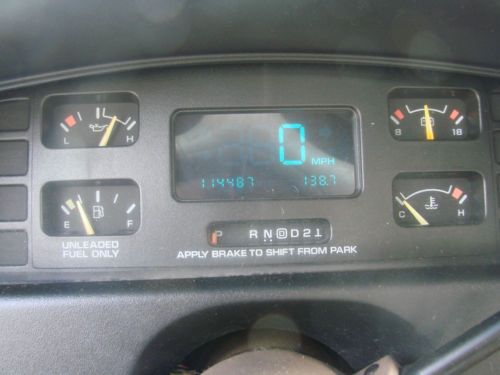 L H
0 MPH
8 18
114487 138.7
E F
C H
P R N D D 2 1
UNLEADED
FUEL ONLY
APPLY BRAKE TO SHIFT FROM PARK